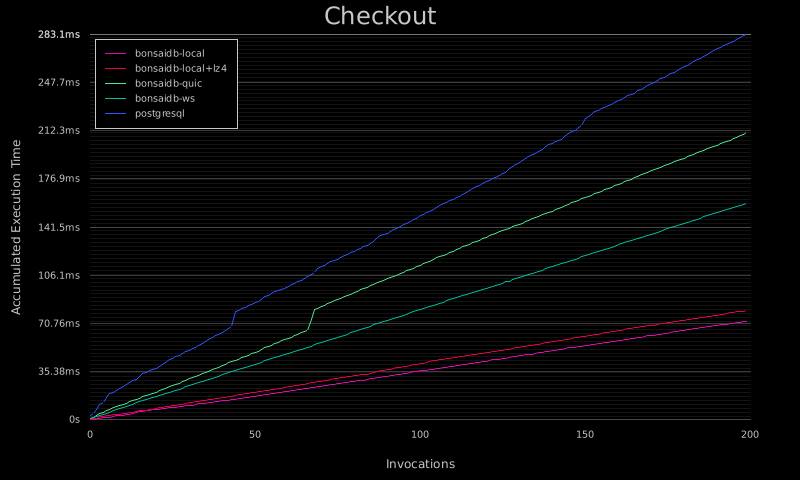 Checkout
283.1ms
bonsaidb-local
bonsaidb-local+lz4
bonsaidb-quic
bonsaidb-ws
postgresql
247.7ms
212.3ms
176.9ms
141.5ms
106.1ms
70.76ms
35.38ms
0s
Accumulated Execution Time
0 50 100 150 200
Invocations